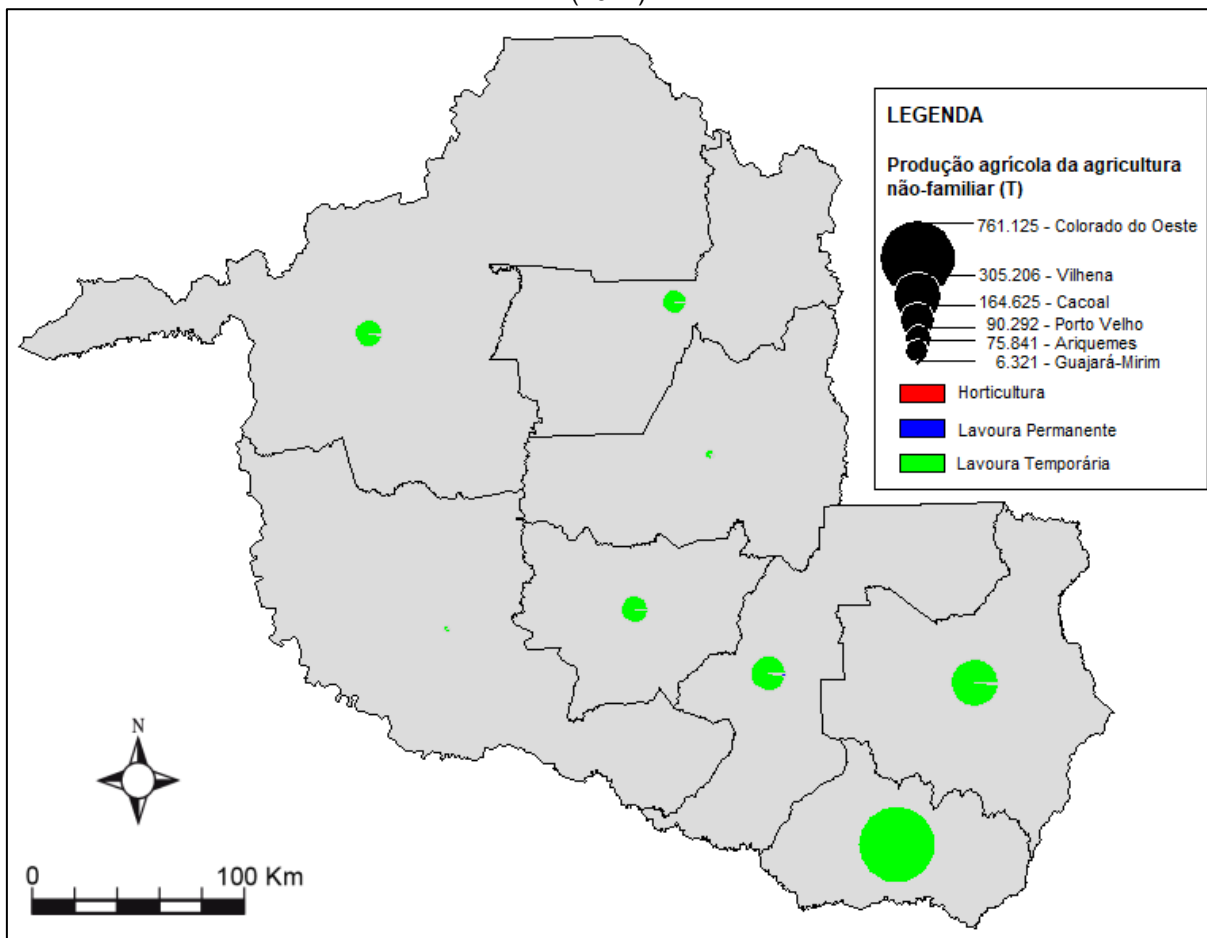 LEGENDA
Produção agrícola da agricultura
não-familiar (T)
761.125 - Colorado do Oeste
305.206 - Vilhena
164.625 - Cacoal
90.292 - Porto Velho
75.841 - Ariquemes
6.321 - Guajará-Mirim
Horticultura
Lavoura Permanente
Lavoura Temporária
N
0 100 Km